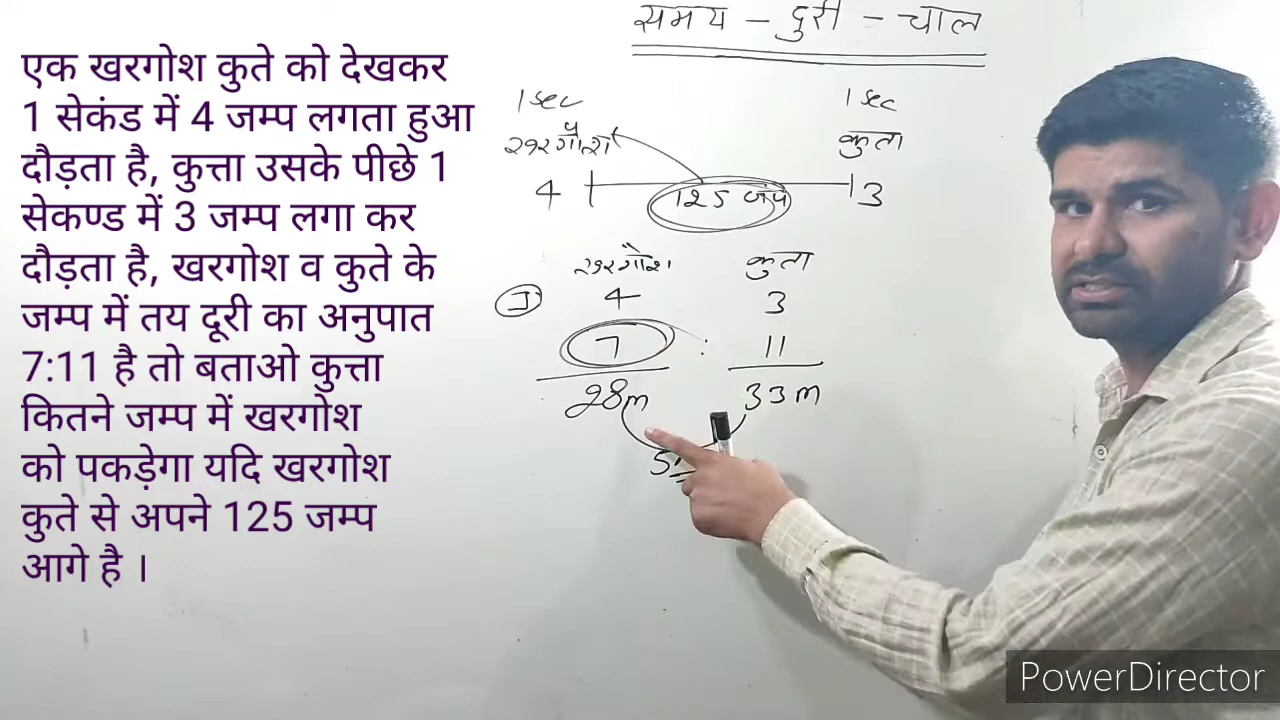 समय - दुरी - चाल
एक खरगोश कुते को देखकर
1 सेकंड में 4 जम्प लगता हुआ
दौड़ता है, कुत्ता उसके पीछे 1
सेकण्ड में 3 जम्प लगा कर
दौड़ता है, खरगोश व कुते के
जम्प में तय दूरी का अनुपात
7:11 है तो बताओ कुत्ता
कितने जम्प में खरगोश
को पकड़ेगा यदि खरगोश
कुते से अपने 125 जम्प
आगे है ।
1 sec 1 sec
खरगोश कुता
4 125 जंप 3
खरगोश कुता
I 4 3
7 : 11
28m 33m
PowerDirector